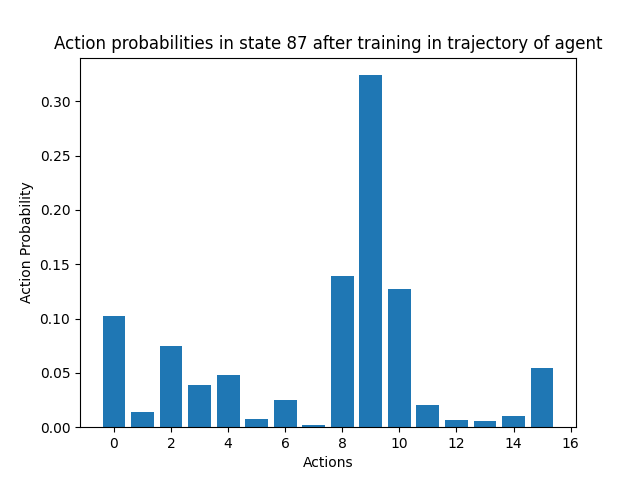 Action probabilities in state 87 after training in trajectory of agent
0.30
0.25
0.20
0.15
0.10
0.05
0.00
Action Probability
0 2 4 6 8 10 12 14 16
Actions